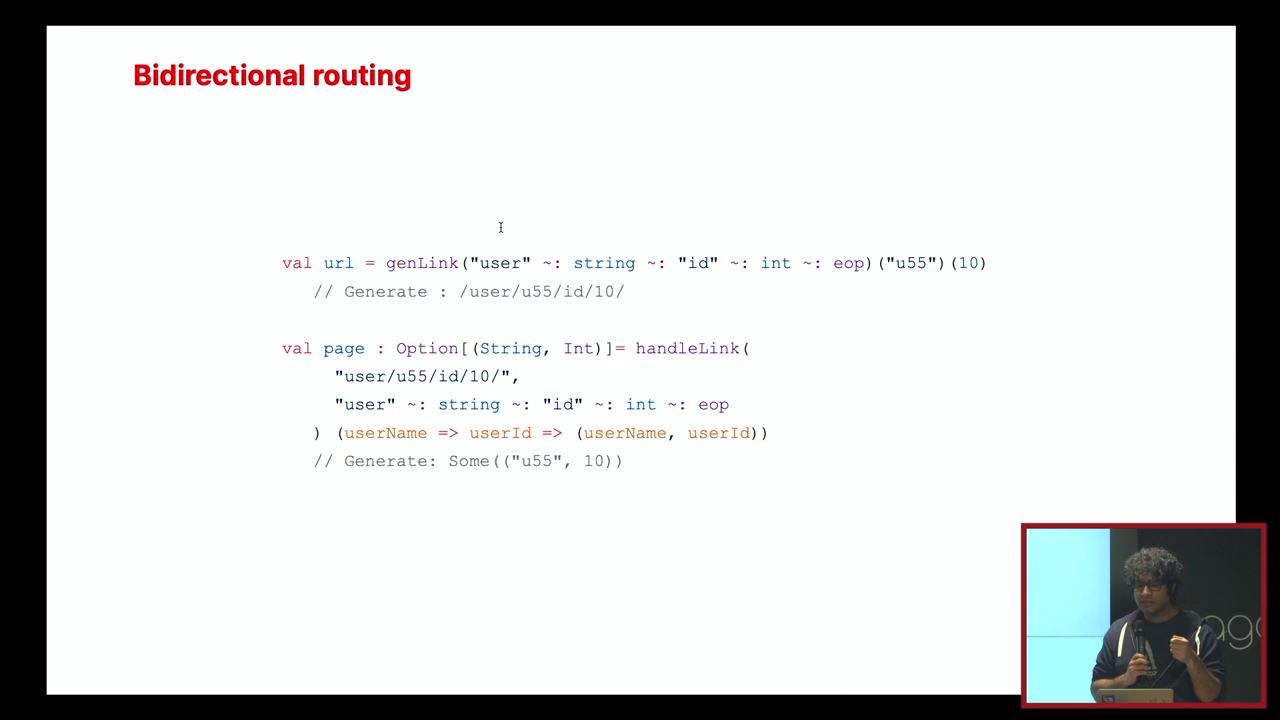 Bidirectional routing
val url = genLink("user" ~: string ~: "id" ~: int ~: eop)("u55")(10)
// Generate : /user/u55/id/10/
val page : Option[(String, Int)]= handleLink(
"user/u55/id/10/",
"user" ~: string ~: "id" ~: int ~: eop
) (userName => userId => (userName, userId))
// Generate: Some(("u55", 10))